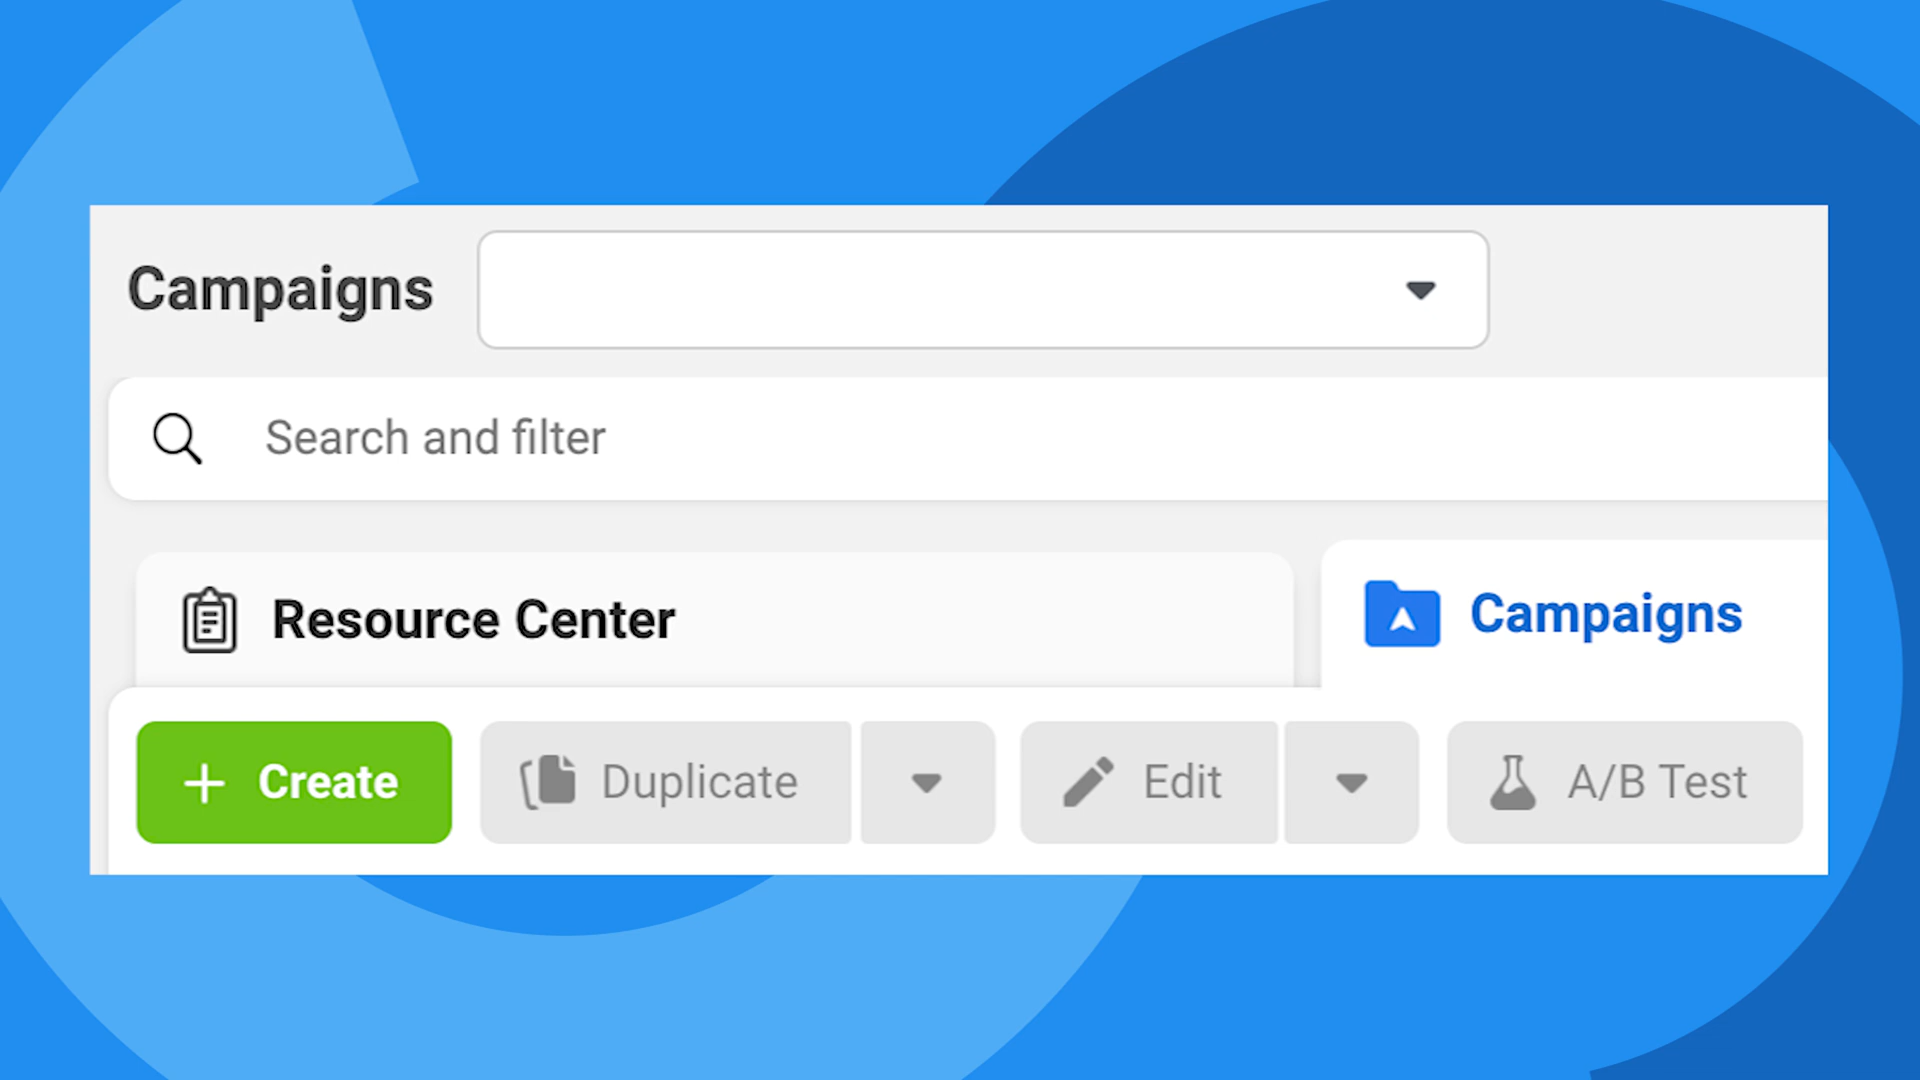 Campaigns
Search and filter
Resource Center
Campaigns
Create
Duplicate
Edit
A/B Test